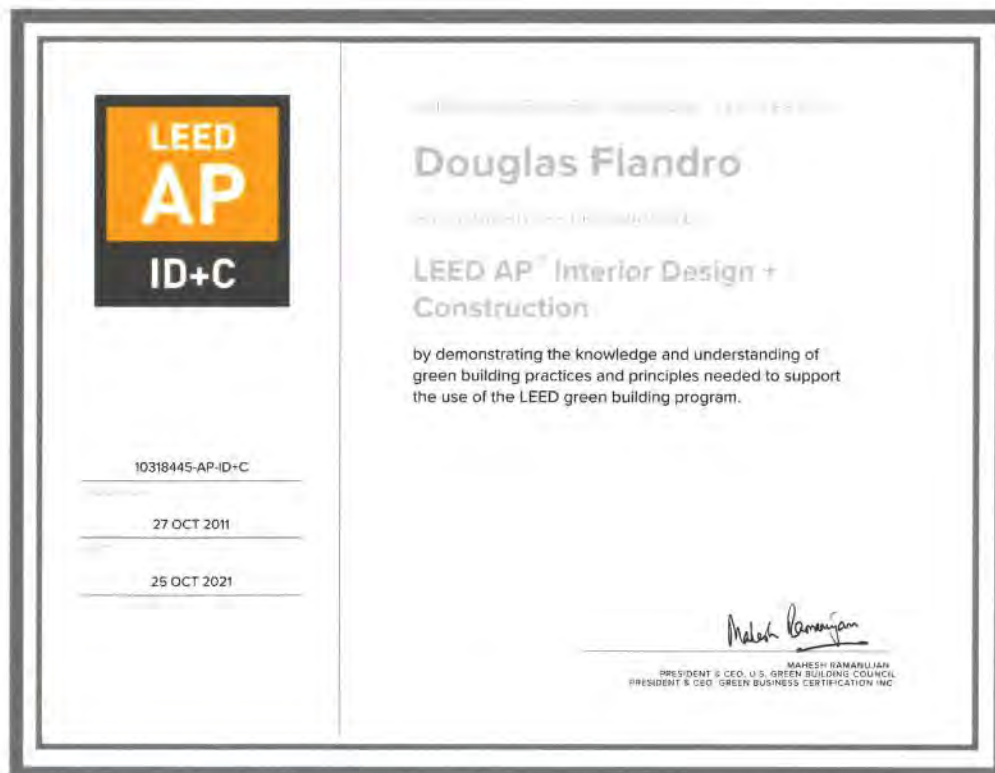 LEED
AP
ID+C
10318445-AP-ID+C
27 OCT 2011
25 OCT 2021
Douglas Flandro
LEED AP® Interior Design +
Construction
by demonstrating the knowledge and understanding of
green building practices and principles needed to support
the use of the LEED green building program.
Mahesh Ramanujam
MAHESH RAMANUJAN
PRESIDENT & CEO, U.S. GREEN BUILDING COUNCIL
PRESIDENT & CEO, GREEN BUSINESS CERTIFICATION INC